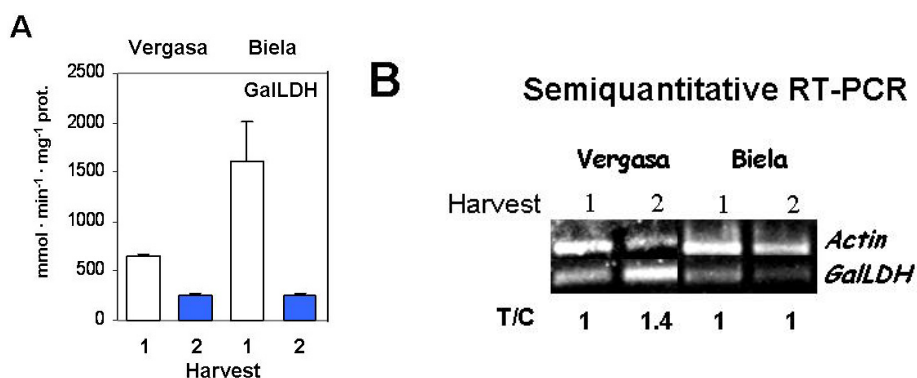 A
Vergasa Biela
2500
GalLDH
2000
1500
1000
500
0
mmol · min-1 · mg-1 prot.
1 2 1 2
Harvest
B
Semiquantitative RT-PCR
Vergasa Biela
Harvest 1 2 1 2
Actin
GalLDH
T/C 1 1.4 1 1